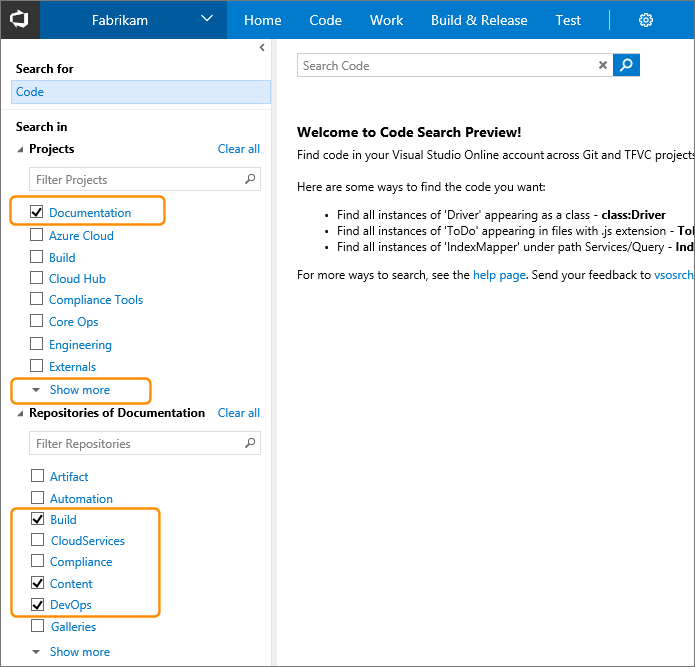 Fabrikam Home Code Work Build & Release Test
Search for
Code
Search in
Projects Clear all
Filter Projects
Documentation
Azure Cloud
Build
Cloud Hub
Compliance Tools
Core Ops
Engineering
Externals
Show more
Repositories of Documentation Clear all
Filter Repositories
Artifact
Automation
Build
CloudServices
Compliance
Content
DevOps
Galleries
Show more
Search Code
Welcome to Code Search Preview!
Find code in your Visual Studio Online account across Git and TFVC projects
Here are some ways to find the code you want:
• Find all instances of 'Driver' appearing as a class - class:Driver
• Find all instances of 'ToDo' appearing in files with .js extension - ToI
• Find all instances of 'IndexMapper' under path Services/Query - Ind
For more ways to search, see the help page. Send your feedback to vsosrch